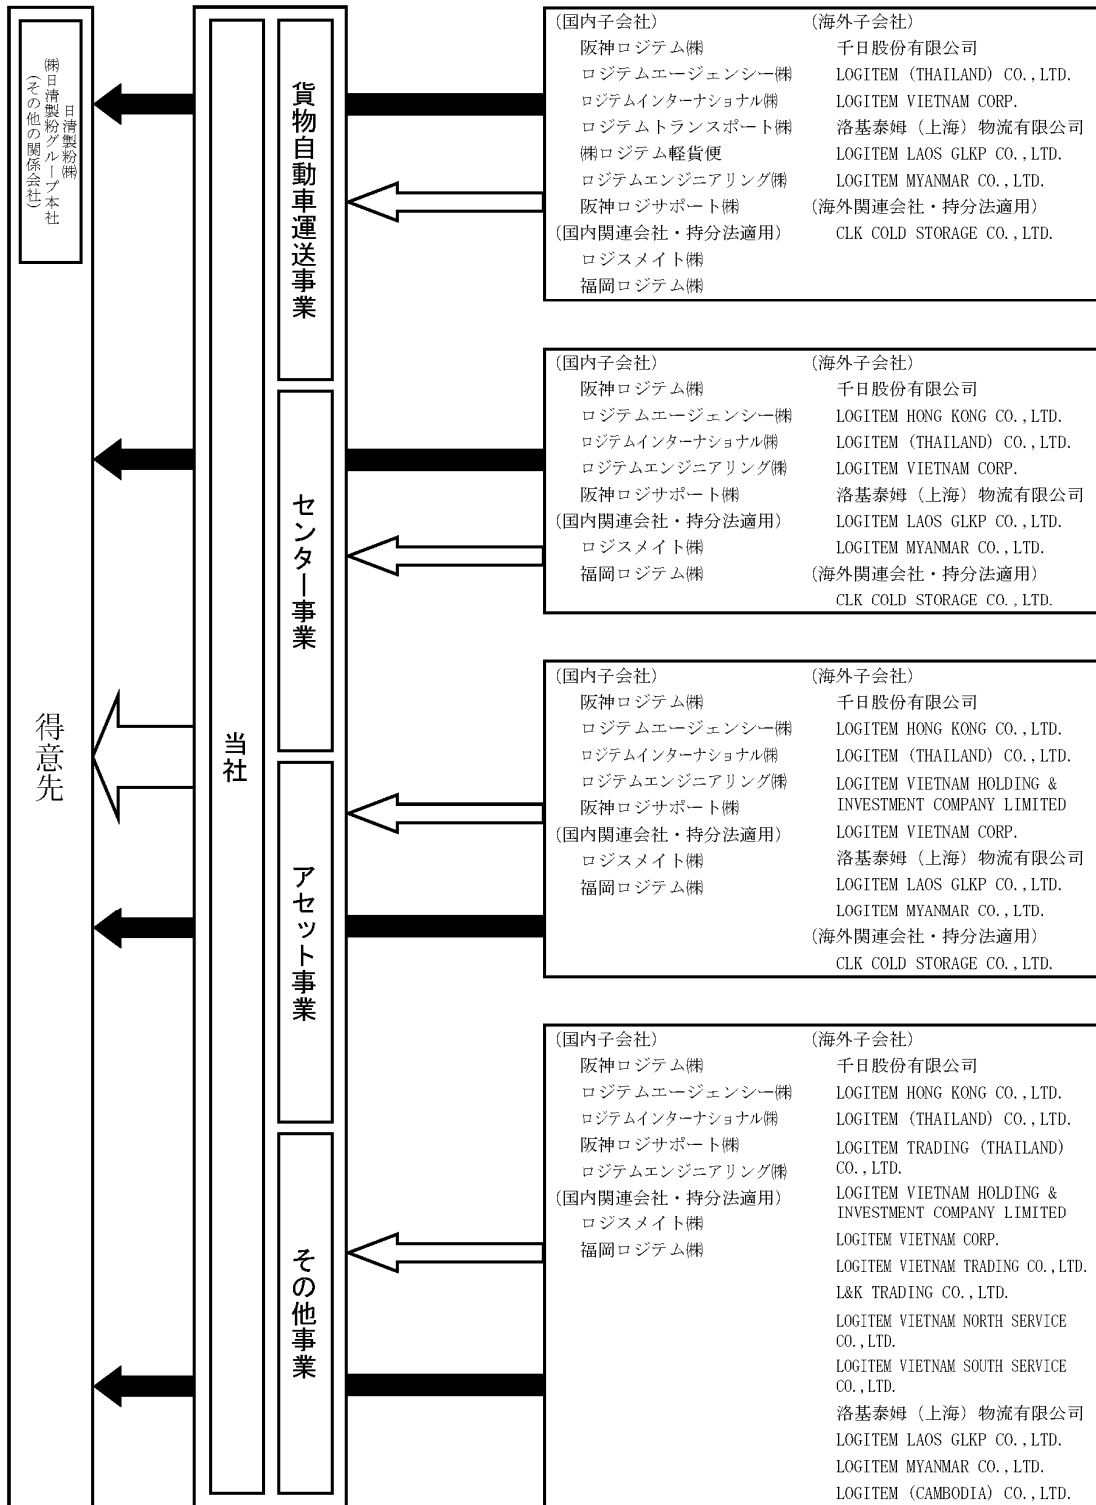 日清製粉㈱
㈱日清製粉グループ本社
(その他の関係会社)
得意先
当社
貨物自動車運送事業
(国内子会社)
阪神ロジテム㈱
ロジテムエージェンシー㈱
ロジテムインターナショナル㈱
ロジテムトランスポート㈱
㈱ロジテム軽貨便
ロジテムエンジニアリング㈱
阪神ロジサポート㈱
(国内関連会社・持分法適用)
ロジスメイト㈱
福岡ロジテム㈱
(海外子会社)
千日股份有限公司
LOGITEM (THAILAND) CO.,LTD.
LOGITEM VIETNAM CORP.
洛基泰姆（上海）物流有限公司
LOGITEM LAOS GLKP CO.,LTD.
LOGITEM MYANMAR CO.,LTD.
(海外関連会社・持分法適用)
CLK COLD STORAGE CO.,LTD.
センター事業
(国内子会社)
阪神ロジテム㈱
ロジテムエージェンシー㈱
ロジテムインターナショナル㈱
ロジテムエンジニアリング㈱
阪神ロジサポート㈱
(国内関連会社・持分法適用)
ロジスメイト㈱
福岡ロジテム㈱
(海外子会社)
千日股份有限公司
LOGITEM HONG KONG CO.,LTD.
LOGITEM (THAILAND) CO.,LTD.
LOGITEM VIETNAM CORP.
洛基泰姆（上海）物流有限公司
LOGITEM LAOS GLKP CO.,LTD.
LOGITEM MYANMAR CO.,LTD.
(海外関連会社・持分法適用)
CLK COLD STORAGE CO.,LTD.
アセット事業
(国内子会社)
阪神ロジテム㈱
ロジテムエージェンシー㈱
ロジテムインターナショナル㈱
ロジテムエンジニアリング㈱
阪神ロジサポート㈱
(国内関連会社・持分法適用)
ロジスメイト㈱
福岡ロジテム㈱
(海外子会社)
千日股份有限公司
LOGITEM HONG KONG CO.,LTD.
LOGITEM (THAILAND) CO.,LTD.
LOGITEM VIETNAM HOLDING &
INVESTMENT COMPANY LIMITED
LOGITEM VIETNAM CORP.
洛基泰姆（上海）物流有限公司
LOGITEM LAOS GLKP CO.,LTD.
LOGITEM MYANMAR CO.,LTD.
(海外関連会社・持分法適用)
CLK COLD STORAGE CO.,LTD.
その他事業
(国内子会社)
阪神ロジテム㈱
ロジテムエージェンシー㈱
ロジテムインターナショナル㈱
阪神ロジサポート㈱
ロジテムエンジニアリング㈱
(国内関連会社・持分法適用)
ロジスメイト㈱
福岡ロジテム㈱
(海外子会社)
千日股份有限公司
LOGITEM HONG KONG CO.,LTD.
LOGITEM (THAILAND) CO.,LTD.
LOGITEM TRADING (THAILAND)
CO.,LTD.
LOGITEM VIETNAM HOLDING &
INVESTMENT COMPANY LIMITED
LOGITEM VIETNAM CORP.
LOGITEM VIETNAM TRADING CO.,LTD.
L&K TRADING CO.,LTD.
LOGITEM VIETNAM NORTH SERVICE
CO.,LTD.
LOGITEM VIETNAM SOUTH SERVICE
CO.,LTD.
洛基泰姆（上海）物流有限公司
LOGITEM LAOS GLKP CO.,LTD.
LOGITEM MYANMAR CO.,LTD.
LOGITEM (CAMBODIA) CO.,LTD.